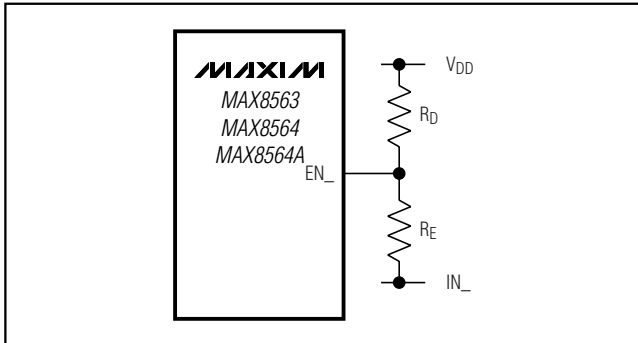 MAXIM
MAX8563
MAX8564
MAX8564A
EN_
VDD
RD
RE
IN_